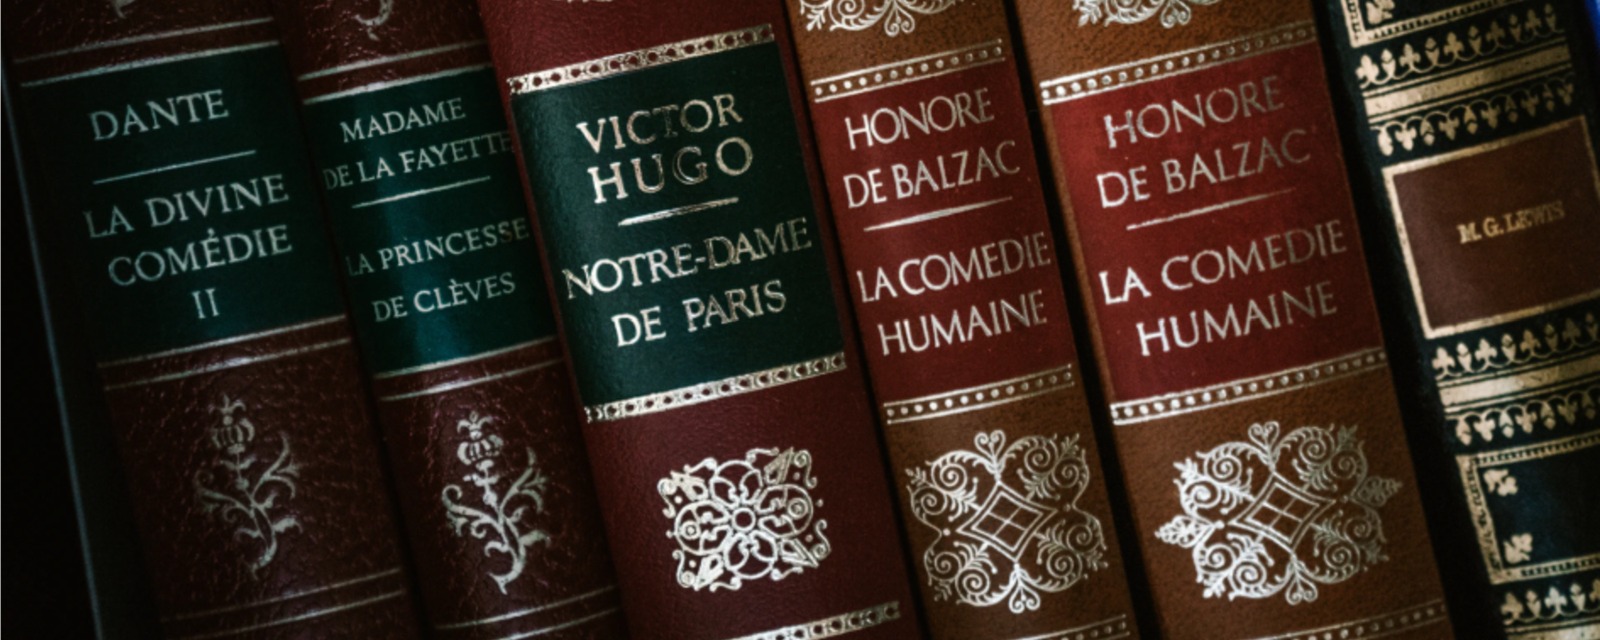 DANTE
LA DIVINE
COMÉDIE
II
MADAME
DE LA FAYETTE
LA PRINCESSE
DE CLÈVES
VICTOR
HUGO
NOTRE-DAME
DE PARIS
HONORE
DE BALZAC
LA COMEDIE
HUMAINE
HONORE
DE BALZAC
LA COMEDIE
HUMAINE
M. G. LEWIS